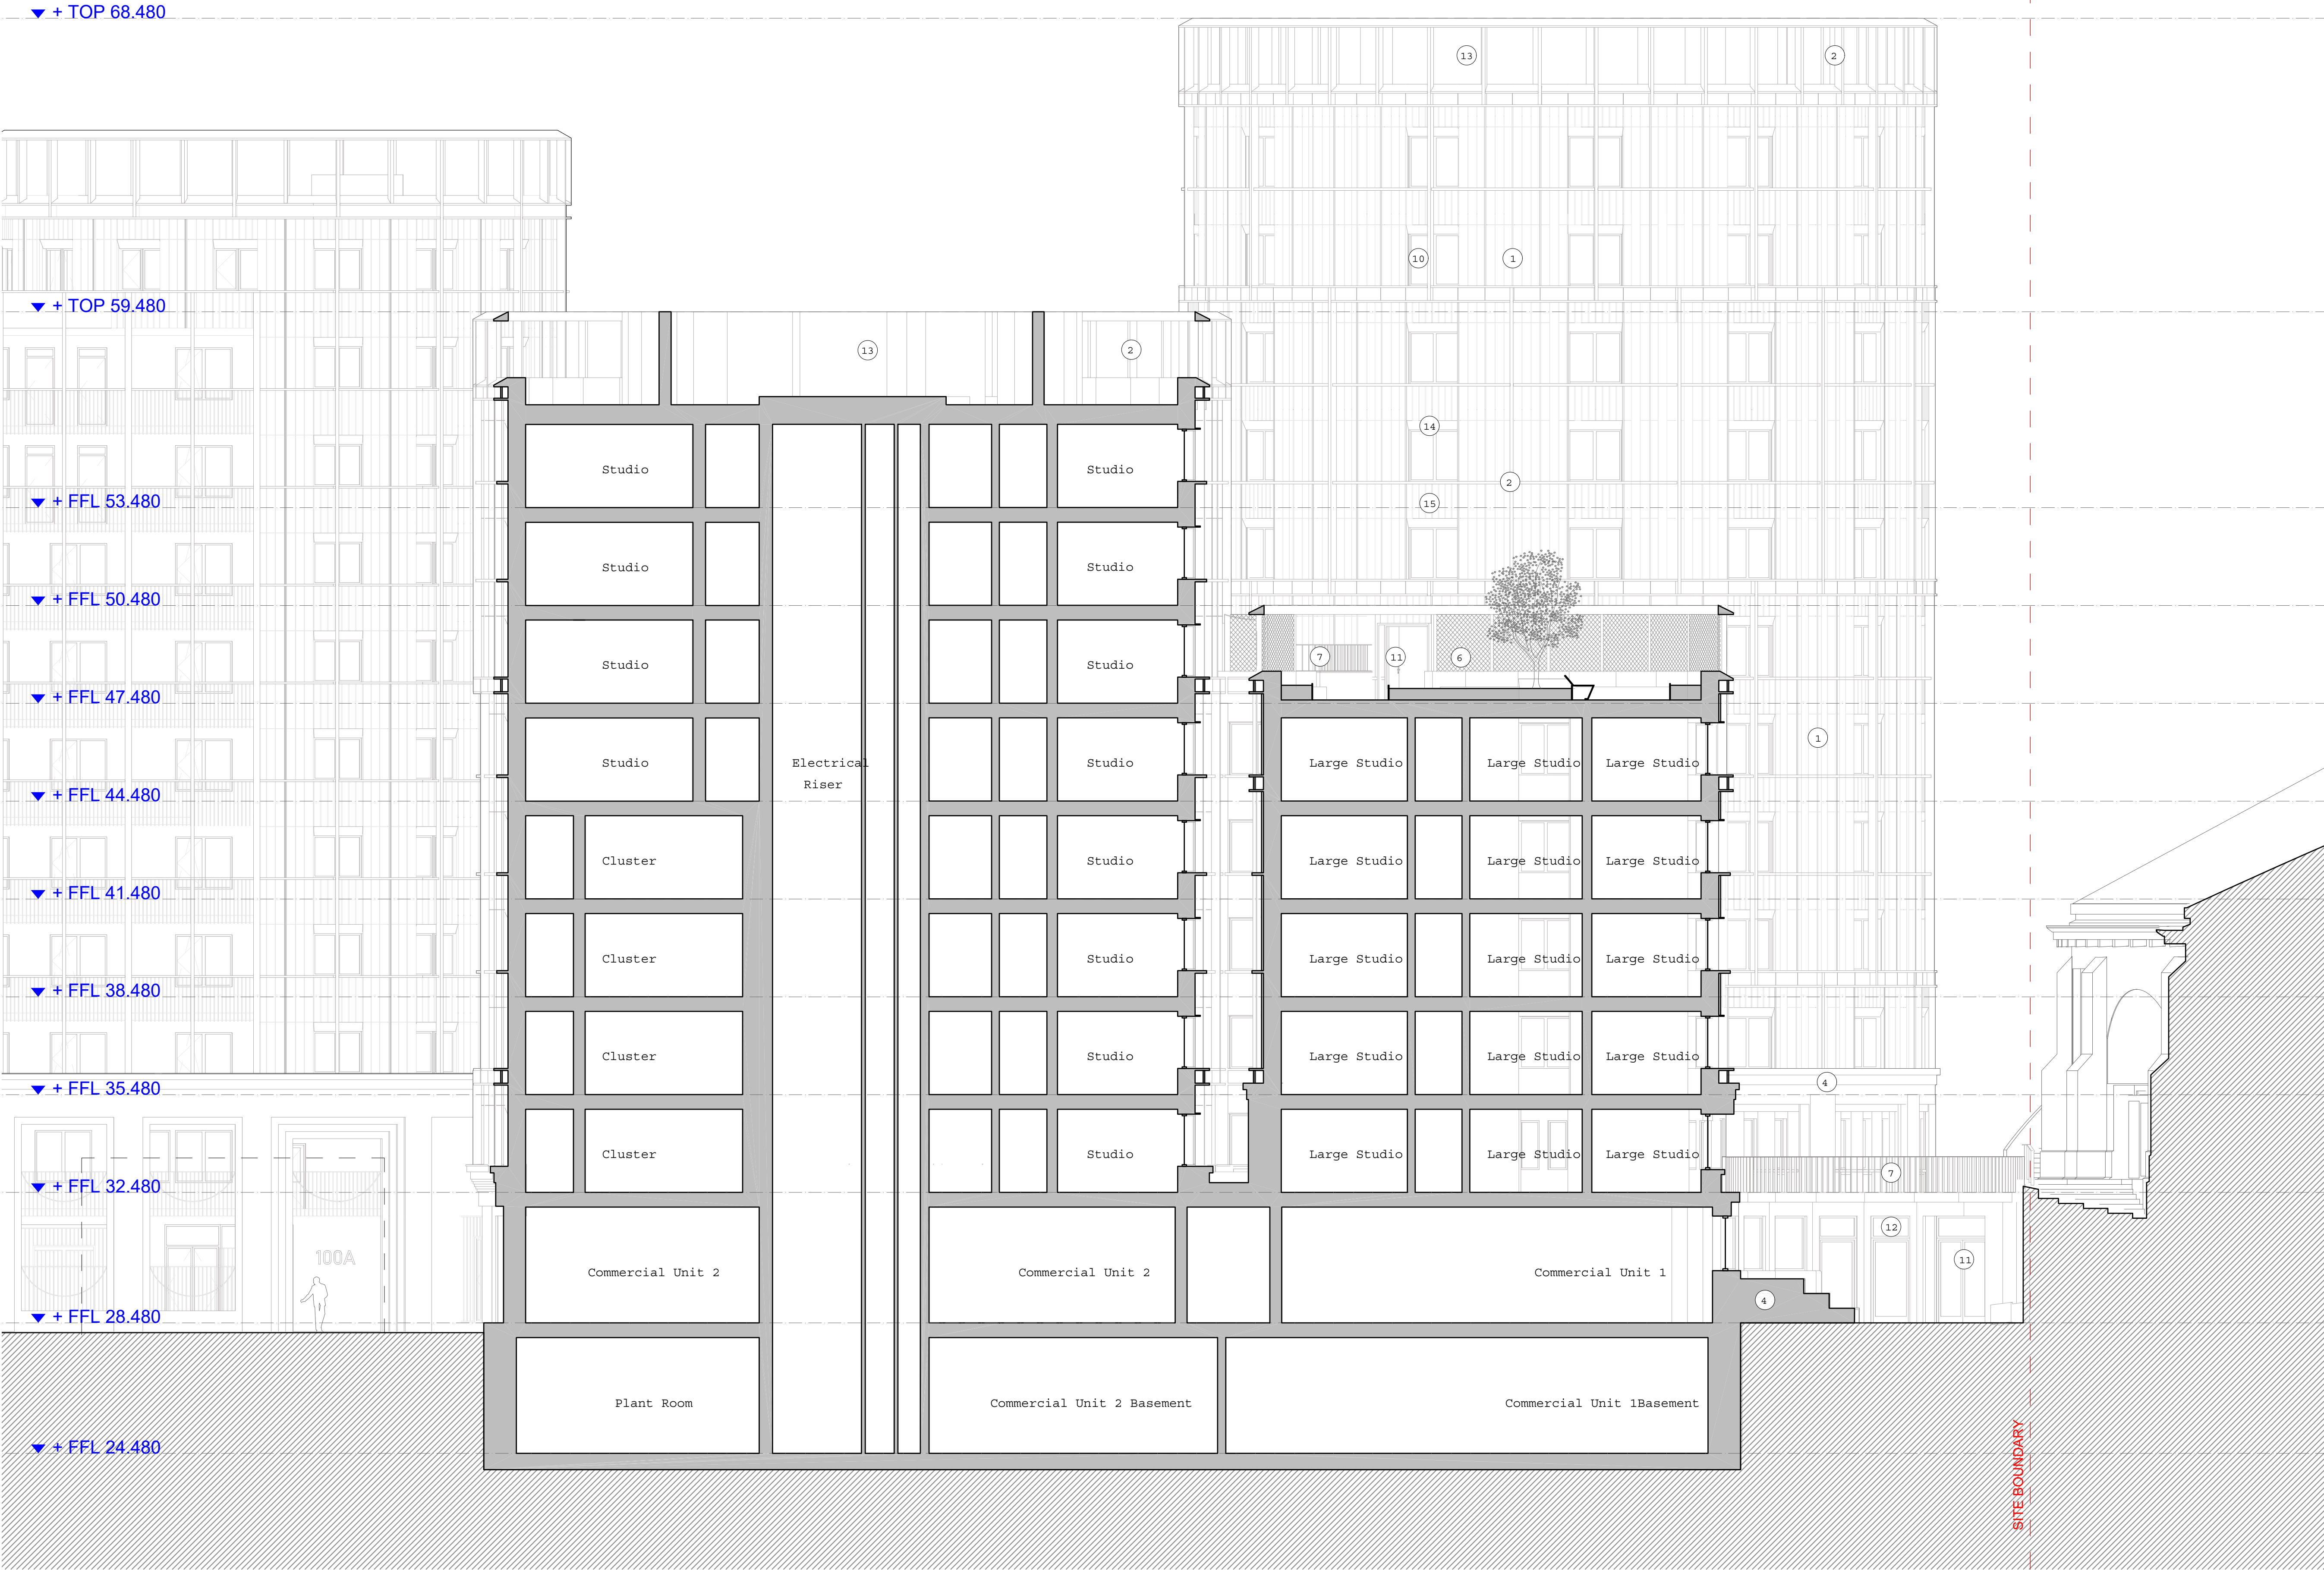 + TOP 68.480
13
2
10
1
+ TOP 59.480
13
2
14
Studio
Studio
2
+ FFL 53.480
15
Studio
Studio
+ FFL 50.480
Studio
Studio
7
11
6
+ FFL 47.480
1
Studio
Electrical
Riser
Studio
Large Studio
Large Studio
Large Studio
+ FFL 44.480
Cluster
Studio
Large Studio
Large Studio
Large Studio
+ FFL 41.480
Cluster
Studio
Large Studio
Large Studio
Large Studio
+ FFL 38.480
Cluster
Studio
Large Studio
Large Studio
Large Studio
4
+ FFL 35.480
Cluster
Studio
Large Studio
Large Studio
Large Studio
7
+ FFL 32.480
12
100A
11
Commercial Unit 2
Commercial Unit 2
Commercial Unit 1
4
+ FFL 28.480
Plant Room
Commercial Unit 2 Basement
Commercial Unit 1Basement
+ FFL 24.480
SITE BOUNDARY